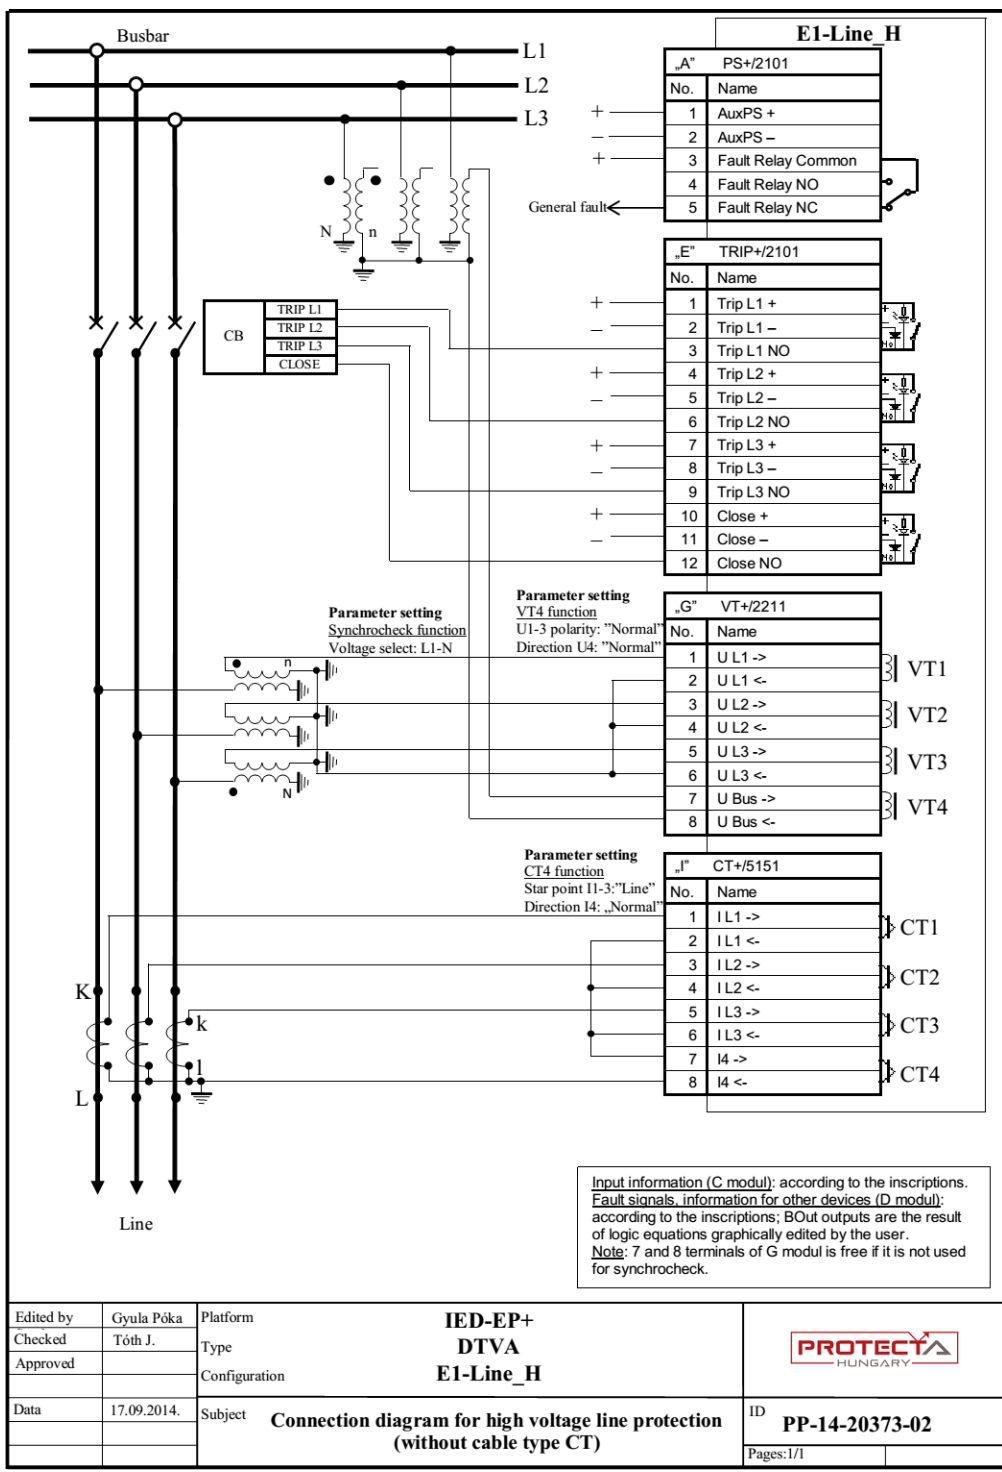 Busbar
L1
L2
L3
E1-Line_H
„A” PS+/2101
No. Name
+ 1 AuxPS +
– 2 AuxPS –
+ 3 Fault Relay Common
4 Fault Relay NO
General fault 5 Fault Relay NC
N n
„E” TRIP+/2101
No. Name
+ 1 Trip L1 +
– 2 Trip L1 –
3 Trip L1 NO
+ 4 Trip L2 +
– 5 Trip L2 –
6 Trip L2 NO
+ 7 Trip L3 +
– 8 Trip L3 –
9 Trip L3 NO
+ 10 Close +
– 11 Close –
12 Close NO
CB
TRIP L1
TRIP L2
TRIP L3
CLOSE
Parameter setting
Synchrocheck function
Voltage select: L1-N
Parameter setting
VT4 function
U1-3 polarity: ”Normal”
Direction U4: ”Normal”
„G” VT+/2211
No. Name
1 U L1 ->
2 U L1 <-
3 U L2 ->
4 U L2 <-
5 U L3 ->
6 U L3 <-
7 U Bus ->
8 U Bus <-
VT1
VT2
VT3
VT4
n
N
Parameter setting
CT4 function
Star point I1-3:”Line”
Direction I4: „Normal”
„I” CT+/5151
No. Name
1 I L1 ->
2 I L1 <-
3 I L2 ->
4 I L2 <-
5 I L3 ->
6 I L3 <-
7 I4 ->
8 I4 <-
CT1
CT2
CT3
CT4
K
k
l
L
Line
Input information (C modul): according to the inscriptions.
Fault signals, information for other devices (D modul):
according to the inscriptions; BOut outputs are the result
of logic equations graphically edited by the user.
Note: 7 and 8 terminals of G modul is free if it is not used
for synchrocheck.
Edited by Gyula Póka
Checked Tóth J.
Approved
Data 17.09.2014.
Platform IED-EP+
Type DTVA
Configuration E1-Line_H
Subject Connection diagram for high voltage line protection
(without cable type CT)
PROTECTA
HUNGARY
ID PP-14-20373-02
Pages:1/1